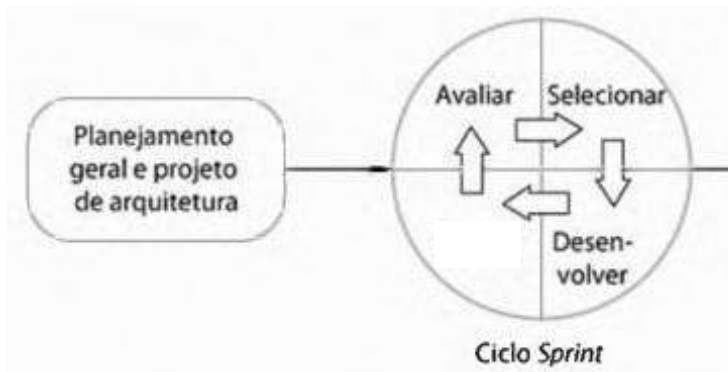 Avaliar
Selecionar
Planejamento
geral e projeto
de arquitetura
Desen-
volver
Ciclo Sprint